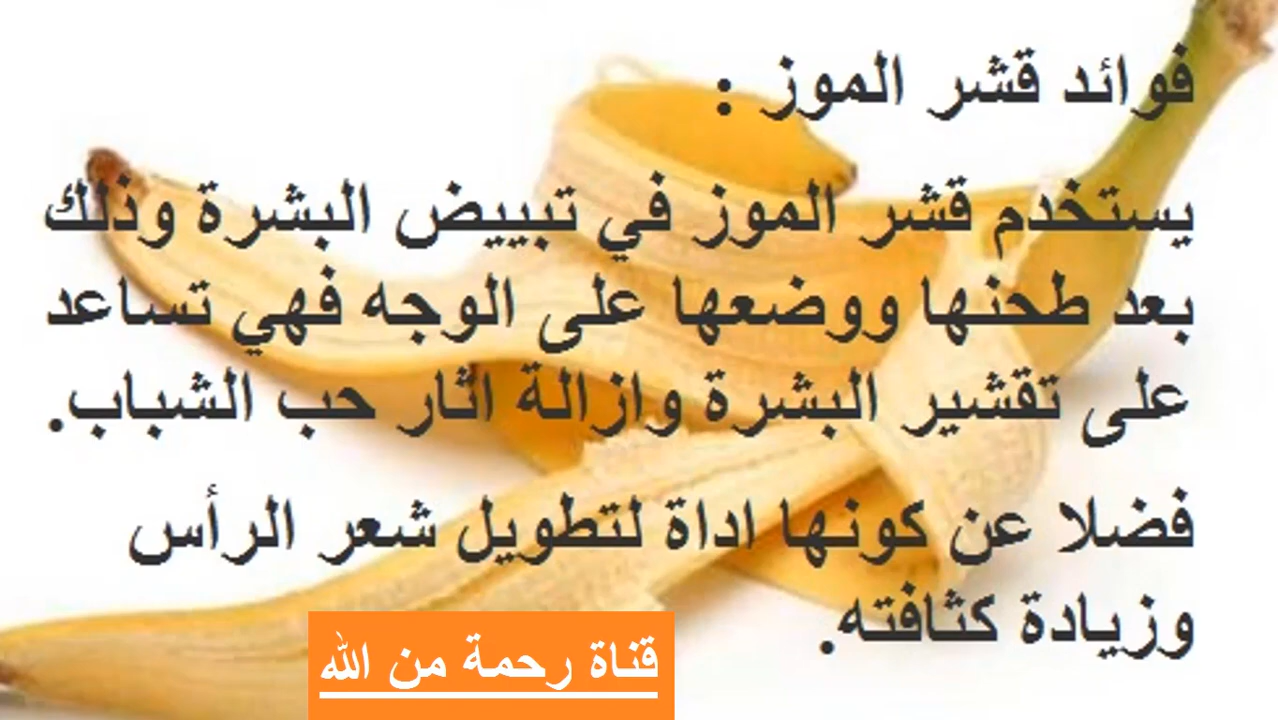 فوائد قشر الموز :
يستخدم قشر الموز في تبييض البشرة وذلك
بعد طحنها ووضعها على الوجه فهي تساعد
على تقشير البشرة وازالة اثار حب الشباب.
فضلا عن كونها اداة لتطويل شعر الرأس
وزيادة كثافته.
قناة رحمة من الله